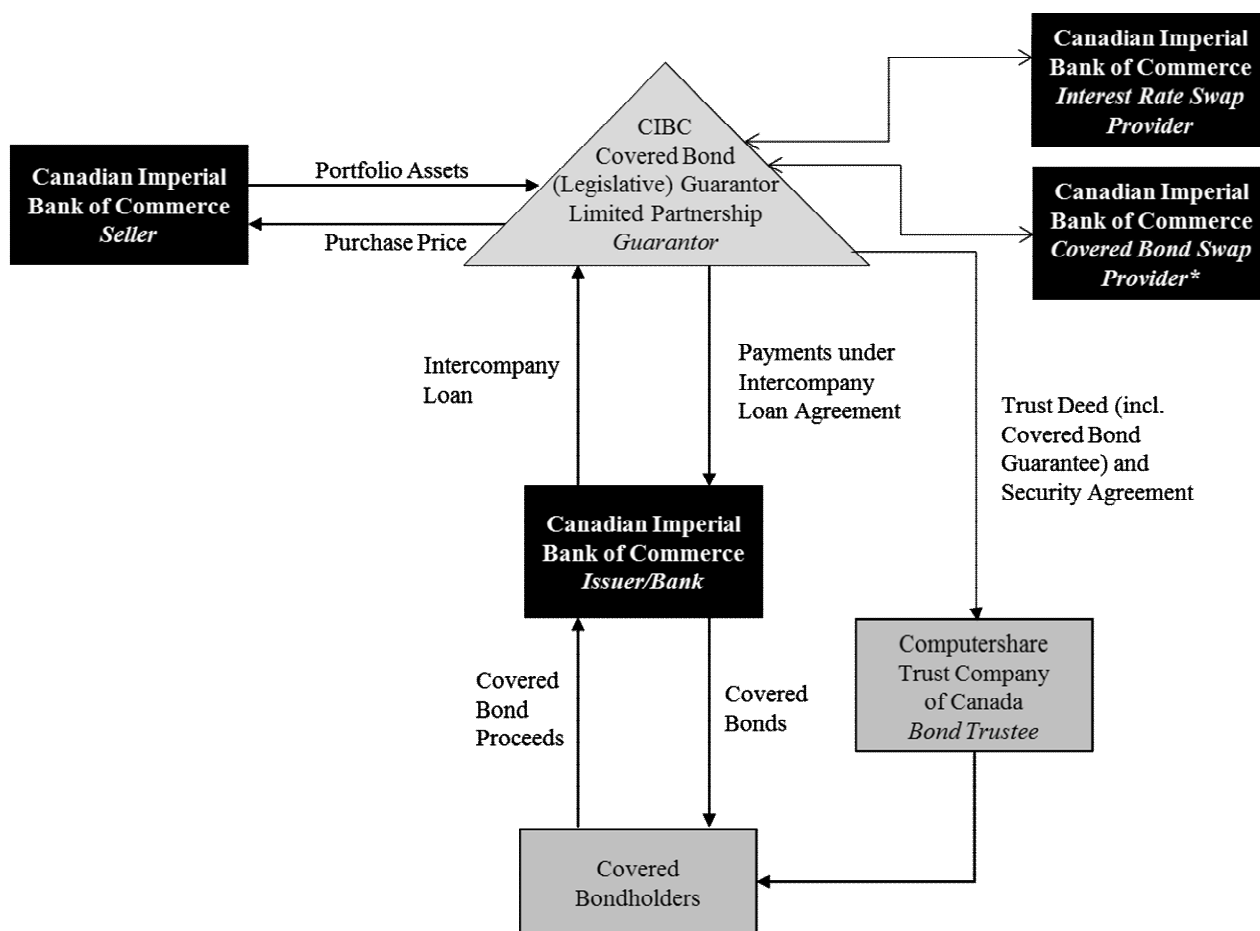 Canadian Imperial
Bank of Commerce
Interest Rate Swap
Provider
CIBC
Covered Bond
(Legislative) Guarantor
Limited Partnership
Guarantor
Canadian Imperial
Bank of Commerce
Seller
Portfolio Assets
Purchase Price
Canadian Imperial
Bank of Commerce
Covered Bond Swap
Provider*
Intercompany
Loan
Payments under
Intercompany
Loan Agreement
Trust Deed (incl.
Covered Bond
Guarantee) and
Security Agreement
Canadian Imperial
Bank of Commerce
Issuer/Bank
Computershare
Trust Company
of Canada
Bond Trustee
Covered
Bond
Proceeds
Covered
Bonds
Covered
Bondholders